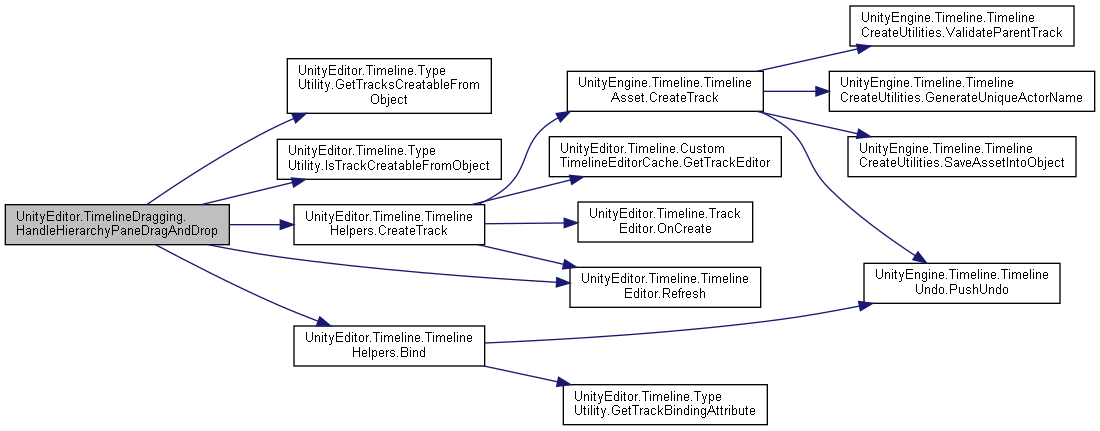 UnityEditor.TimelineDragging.
HandleHierarchyPaneDragAndDrop
UnityEditor.Timeline.Type
Utility.GetTracksCreatableFrom
Object
UnityEditor.Timeline.Type
Utility.IsTrackCreatableFromObject
UnityEditor.Timeline.Timeline
Helpers.CreateTrack
UnityEditor.Timeline.Timeline
Helpers.Bind
UnityEngine.Timeline.Timeline
Asset.CreateTrack
UnityEditor.Timeline.Custom
TimelineEditorCache.GetTrackEditor
UnityEditor.Timeline.Track
Editor.OnCreate
UnityEditor.Timeline.Timeline
Editor.Refresh
UnityEditor.Timeline.Type
Utility.GetTrackBindingAttribute
UnityEngine.Timeline.Timeline
CreateUtilities.ValidateParentTrack
UnityEngine.Timeline.Timeline
CreateUtilities.GenerateUniqueActorName
UnityEngine.Timeline.Timeline
CreateUtilities.SaveAssetIntoObject
UnityEngine.Timeline.Timeline
Undo.PushUndo